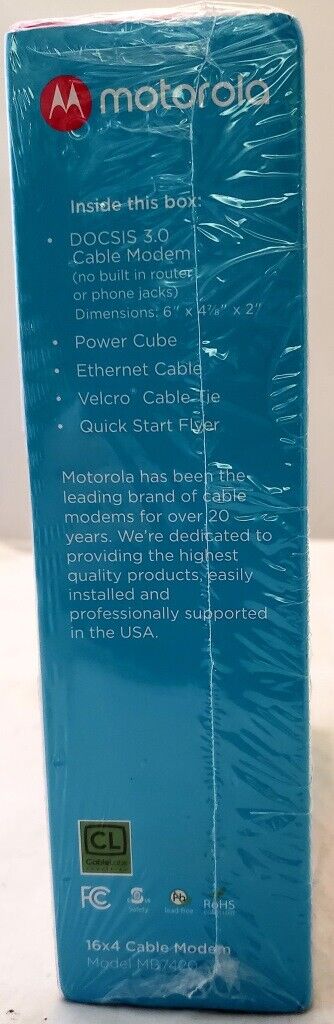 motorola
Inside this box:
• DOCSIS 3.0
Cable Modem
(no built in router
or phone jacks)
Dimensions: 6" x 4⅞" x 2"
• Power Cube
• Ethernet Cable
• Velcro® Cable Tie
• Quick Start Flyer
Motorola has been the
leading brand of cable
modems for over 20
years. We're dedicated to
providing the highest
quality products, easily
installed and
professionally supported
in the USA.
CL
CableLabs
FC
Safety
Pb
lead-free
RoHS
16x4 Cable Modem
Model MB7420